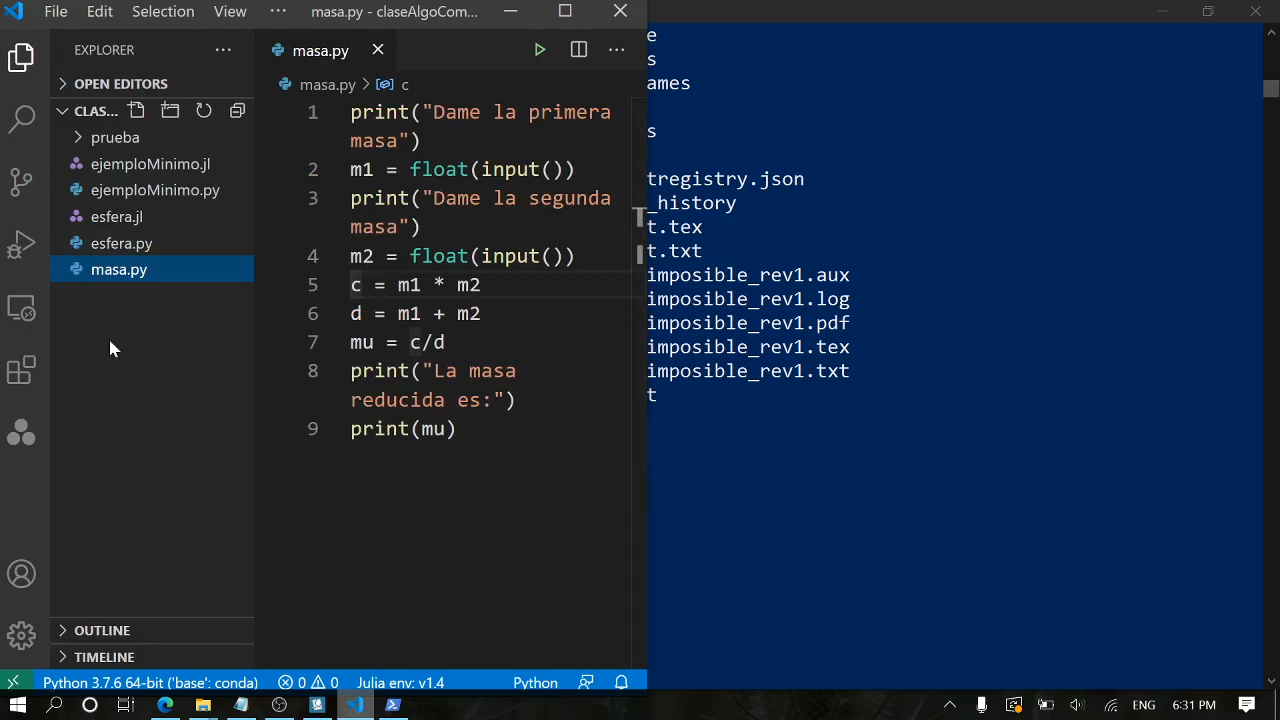 File Edit Selection View ··· masa.py - claseAlgoCom...
EXPLORER ···
OPEN EDITORS
CLAS...
prueba
ejemploMinimo.jl
ejemploMinimo.py
esfera.jl
esfera.py
masa.py
OUTLINE
TIMELINE
masa.py ···
masa.py > c
1 print("Dame la primera
masa")
2 m1 = float(input())
3 print("Dame la segunda
masa")
4 m2 = float(input())
5 c = m1 * m2
6 d = m1 + m2
7 mu = c/d
8 print("La masa
reducida es:")
9 print(mu)
e
s
ames
s
tregistry.json
_history
t.tex
t.txt
imposible_rev1.aux
imposible_rev1.log
imposible_rev1.pdf
imposible_rev1.tex
imposible_rev1.txt
t
Python 3.7.6 64-bit ('base': conda) 0 0 Julia env: v1.4 Python
ENG 6:31 PM